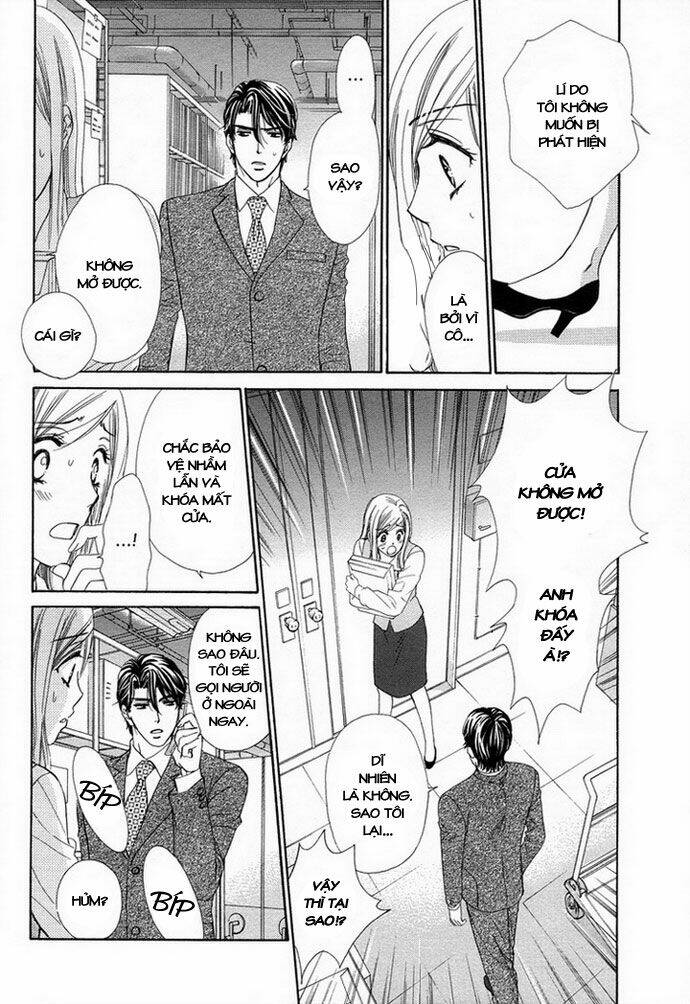 LÍ DO
TÔI KHÔNG
MUỐN BỊ
PHÁT HIỆN
LÀ
BỞI VÌ
CÔ...
...
SAO
VẬY?
KHÔNG
MỞ ĐƯỢC.
CÁI GÌ?
CỬA
KHÔNG MỞ
ĐƯỢC!
ANH
KHÓA
ĐẤY
À!?
DĨ
NHIÊN
LÀ KHÔNG.
SAO TÔI
LẠI...
VẬY
THÌ TẠI
SAO!?
CHẮC BẢO
VỆ NHẦM
LẪN VÀ
KHÓA MẤT
CỬA.
...!
KHÔNG
SAO ĐÂU.
TÔI SẼ
GỌI NGƯỜI
Ở NGOÀI
NGAY.
BÍP
BÍP
HỦM?